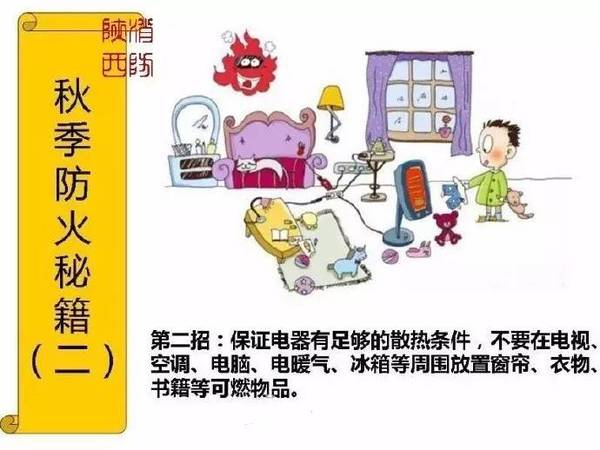 陕西消防
秋季防火秘籍（二）
第二招：保证电器有足够的散热条件，不要在电视、
空调、电脑、电暖气、冰箱等周围放置窗帘、衣物、
书籍等可燃物品。